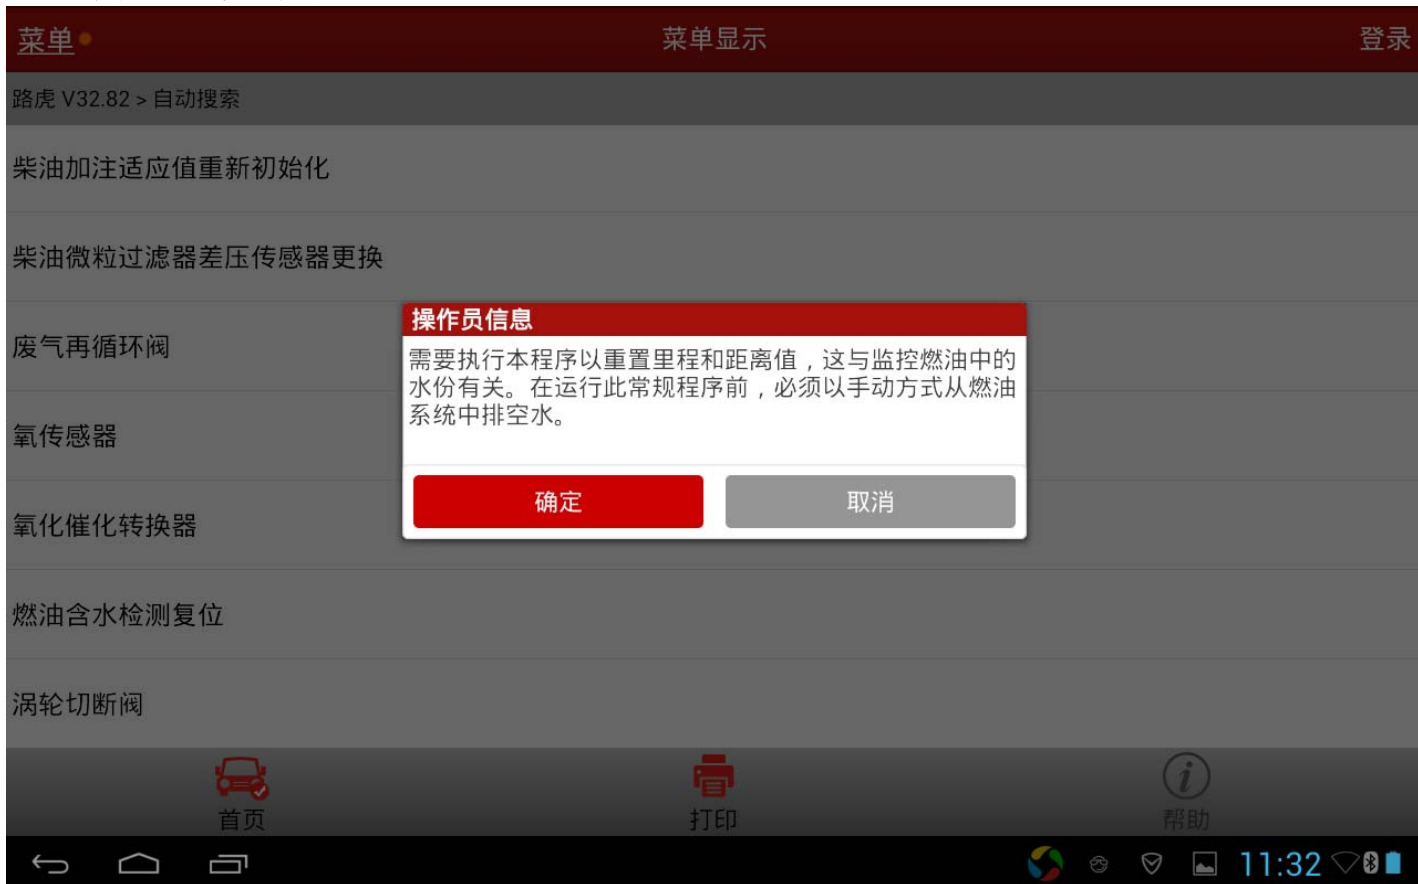 菜单
菜单显示
登录
路虎 V32.82 > 自动搜索
柴油加注适应值重新初始化
柴油微粒过滤器差压传感器更换
废气再循环阀
氧传感器
氧化催化转换器
燃油含水检测复位
涡轮切断阀
操作员信息
需要执行本程序以重置里程和距离值，这与监控燃油中的
水份有关。在运行此常规程序前，必须以手动方式从燃油
系统中排空水。
确定
取消
首页
打印
帮助
11:32